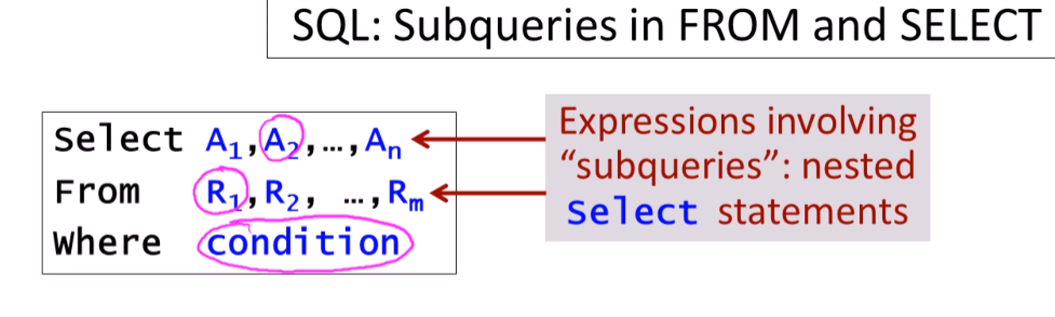 SQL: Subqueries in FROM and SELECT
Select A₁,A₂,…,Aₙ
From R₁,R₂, …,Rₘ
Where condition
Expressions involving
“subqueries”: nested
Select statements